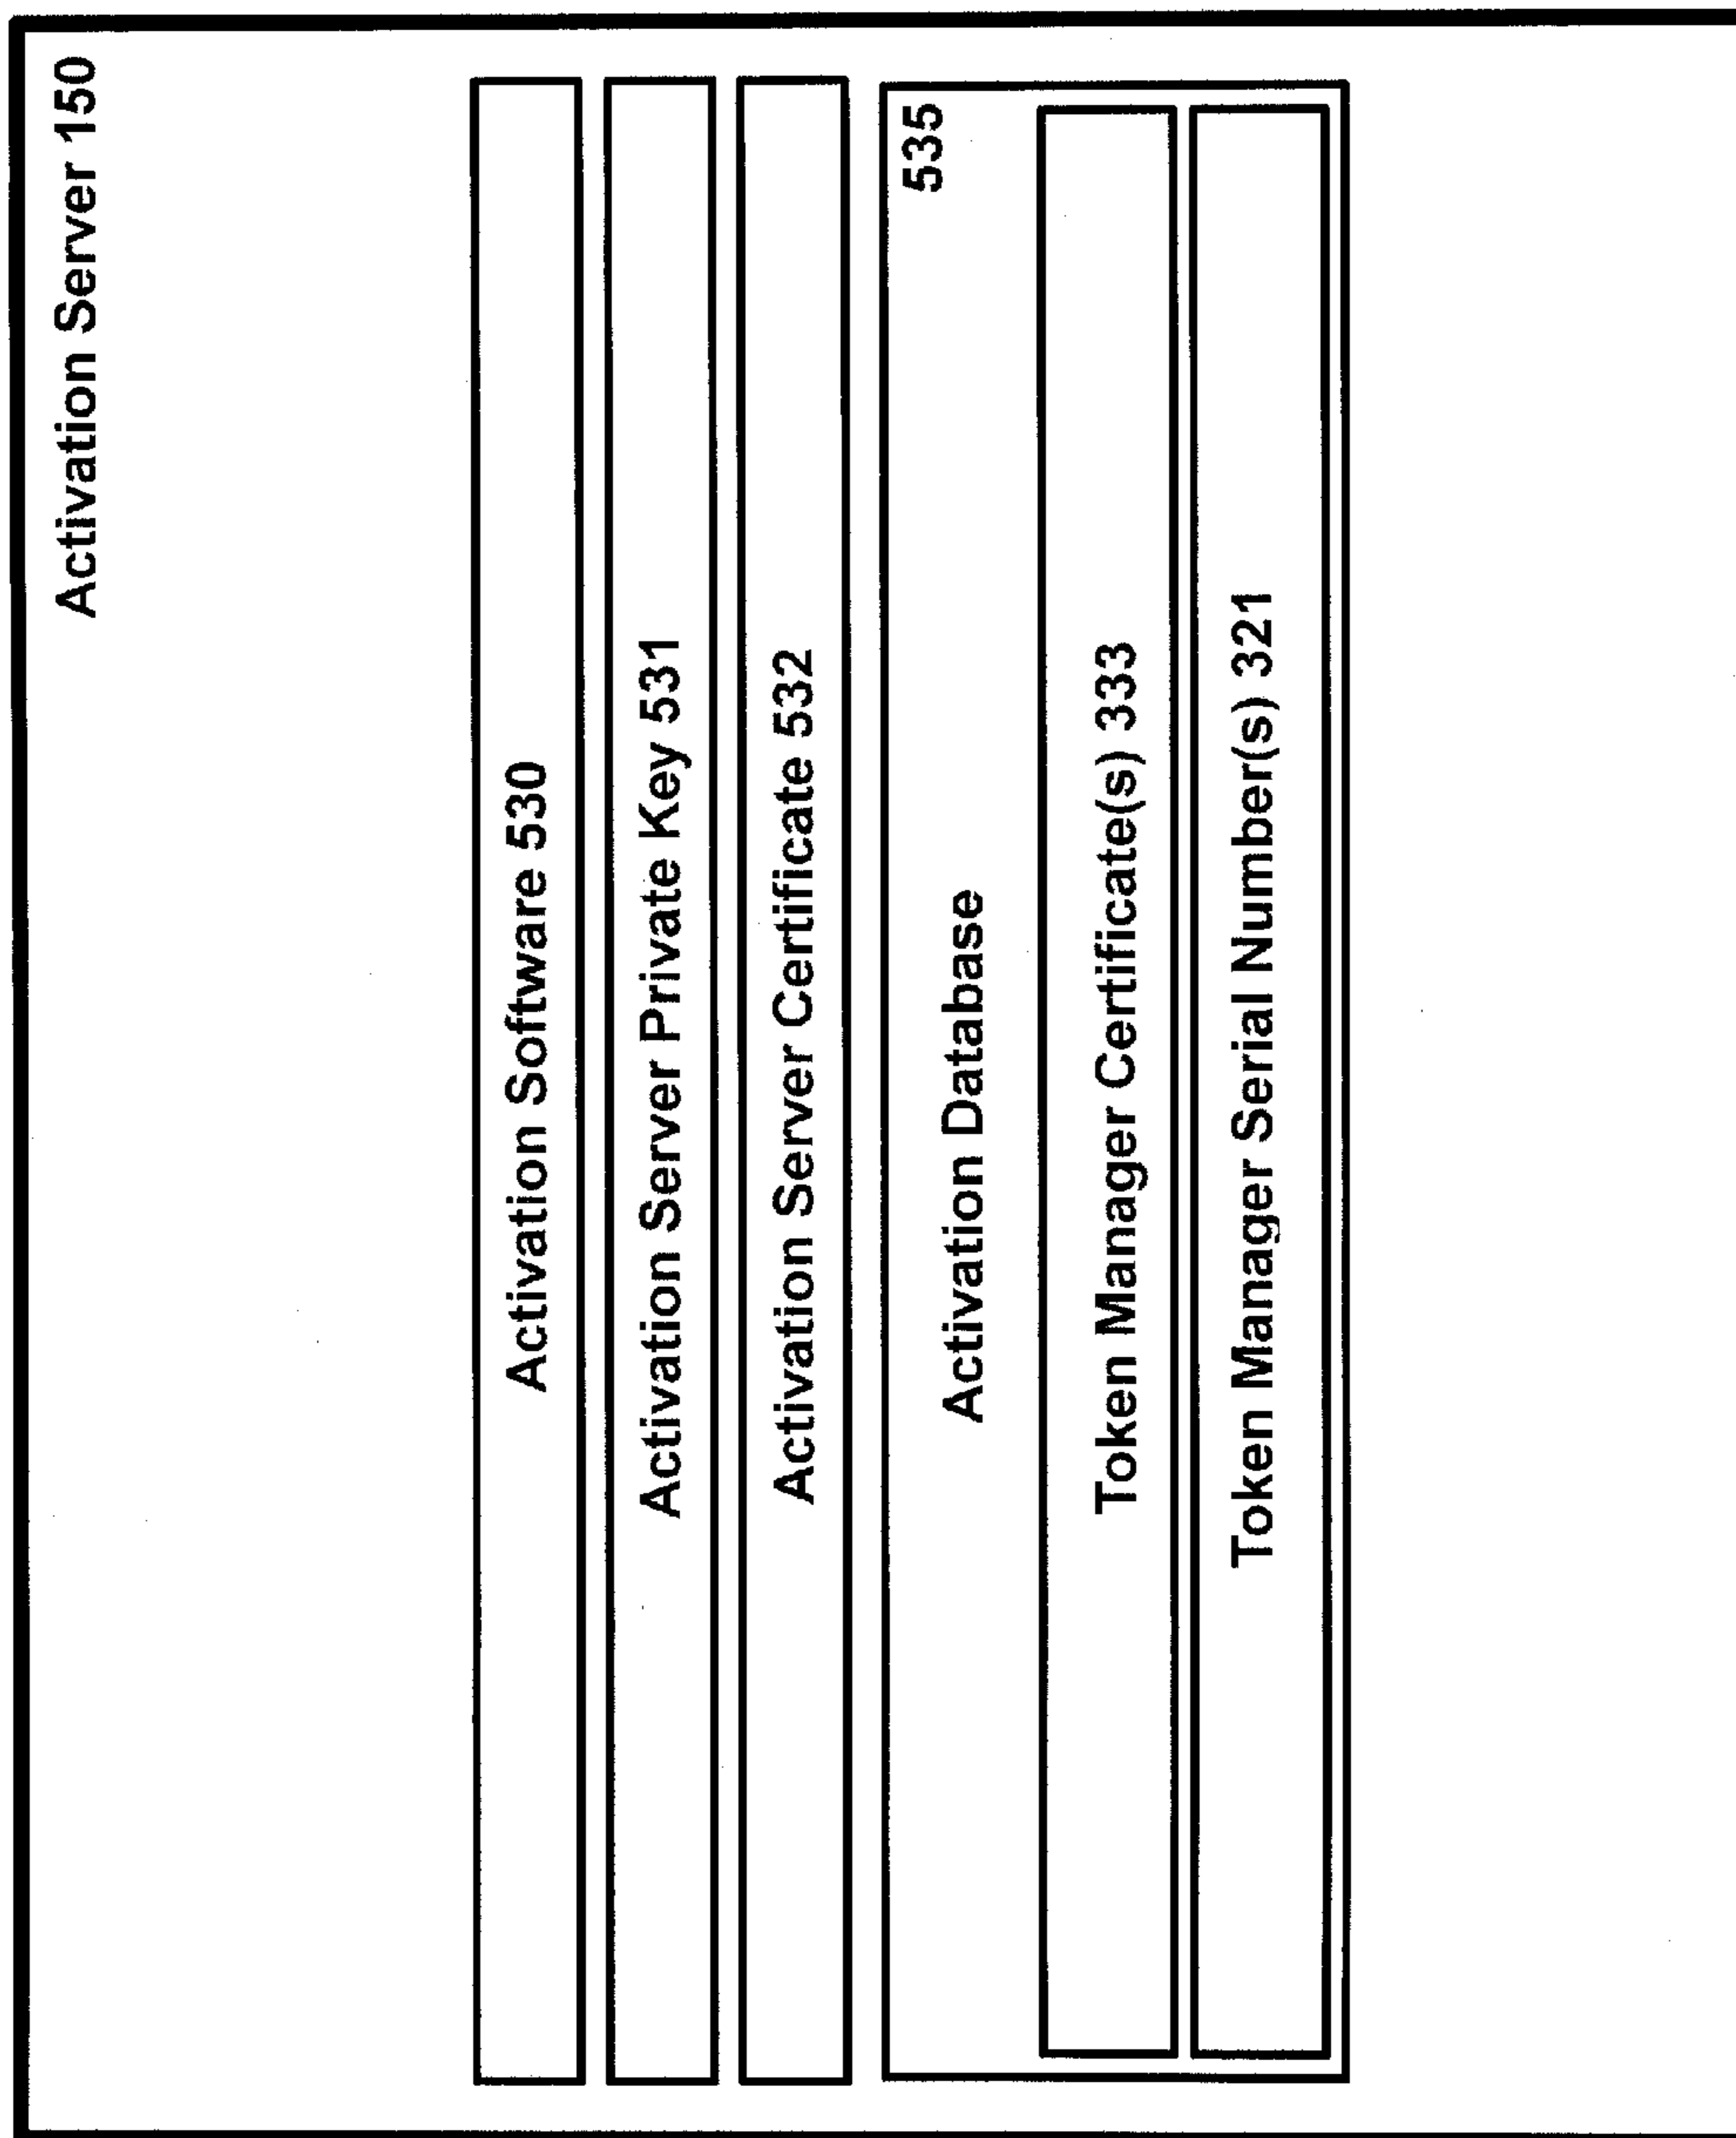 Activation Server 150
Activation Software 530
Activation Server Private Key 531
Activation Server Certificate 532
535
Activation Database
Token Manager Certificate(s) 333
Token Manager Serial Number(s) 321